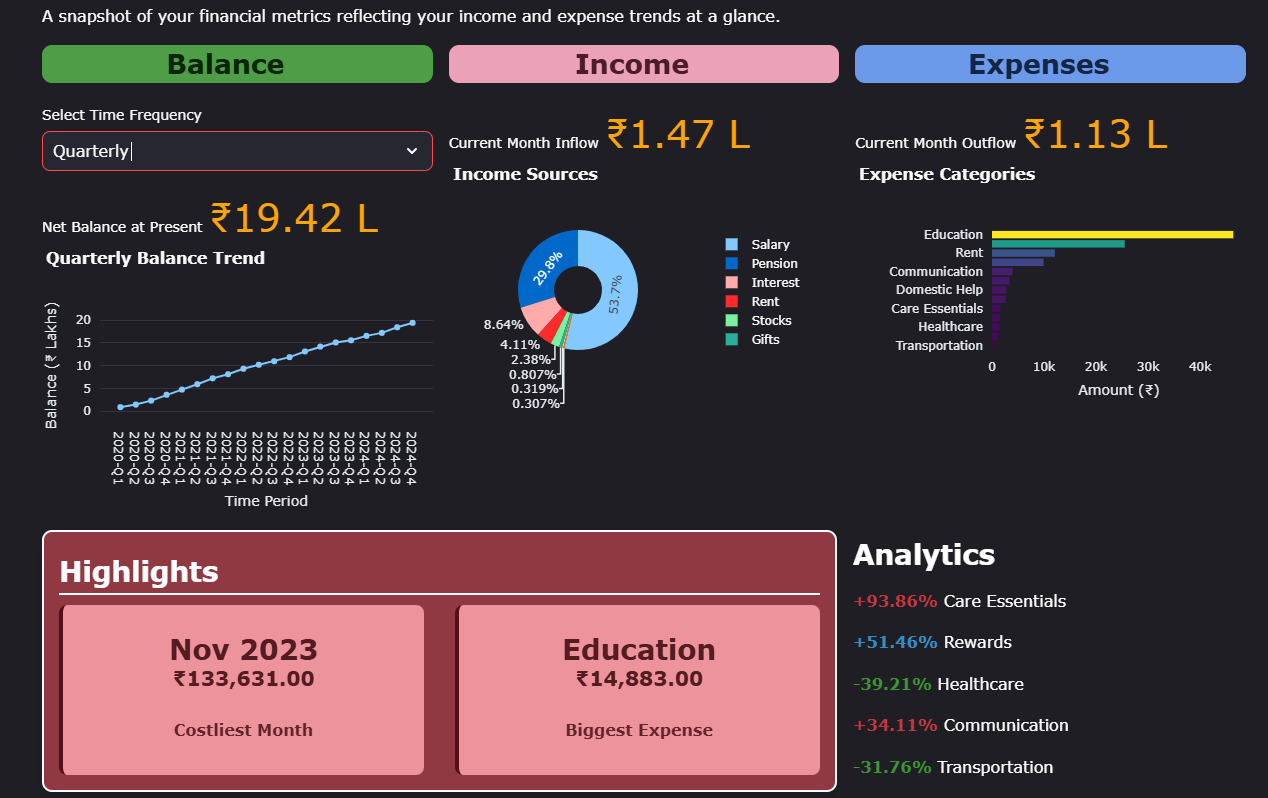 A snapshot of your financial metrics reflecting your income and expense trends at a glance.
Balance
Select Time Frequency
Quarterly
Net Balance at Present ₹19.42 L
Quarterly Balance Trend
Balance (₹ Lakhs)
20
15
10
5
0
2020-Q1
2020-Q2
2020-Q3
2020-Q4
2021-Q1
2021-Q2
2021-Q3
2021-Q4
2022-Q1
2022-Q2
2022-Q3
2022-Q4
2023-Q1
2023-Q2
2023-Q3
2023-Q4
2024-Q1
2024-Q2
2024-Q3
2024-Q4
Time Period
Income
Current Month Inflow ₹1.47 L
Income Sources
53.7%
29.8%
8.64%
4.11%
2.38%
0.807%
0.319%
0.307%
Salary
Pension
Interest
Rent
Stocks
Gifts
Expenses
Current Month Outflow ₹1.13 L
Expense Categories
Education
Rent
Communication
Domestic Help
Care Essentials
Healthcare
Transportation
0 10k 20k 30k 40k
Amount (₹)
Highlights
Nov 2023
₹133,631.00
Costliest Month
Education
₹14,883.00
Biggest Expense
Analytics
+93.86% Care Essentials
+51.46% Rewards
-39.21% Healthcare
+34.11% Communication
-31.76% Transportation